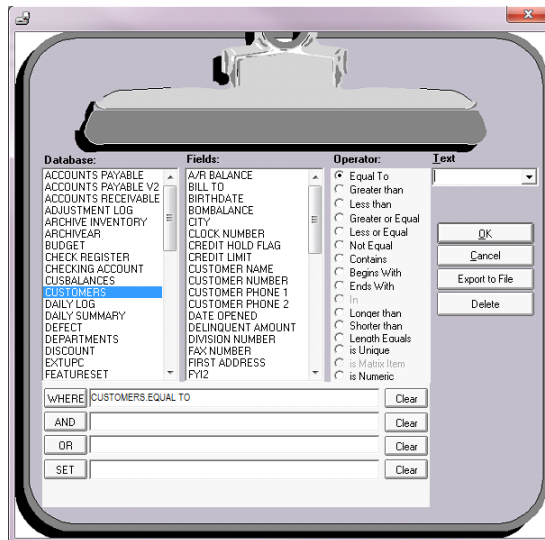 Database:
ACCOUNTS PAYABLE
ACCOUNTS PAYABLE V2
ACCOUNTS RECEIVABLE
ADJUSTMENT LOG
ARCHIVE INVENTORY
ARCHIVEAR
BUDGET
CHECK REGISTER
CHECKING ACCOUNT
CUSBALANCES
CUSTOMERS
DAILY LOG
DAILY SUMMARY
DEFECT
DEPARTMENTS
DISCOUNT
EXTUPC
FEATURESET
Fields:
A/R BALANCE
BILL TO
BIRTHDATE
BOMBALANCE
CITY
CLOCK NUMBER
CREDIT HOLD FLAG
CREDIT LIMIT
CUSTOMER NAME
CUSTOMER NUMBER
CUSTOMER PHONE 1
CUSTOMER PHONE 2
DATE OPENED
DELINQUENT AMOUNT
DIVISION NUMBER
FAX NUMBER
FIRST ADDRESS
FYI2
Operator:
Equal To
Greater than
Less than
Greater or Equal
Less or Equal
Not Equal
Contains
Begins With
Ends With
In
Longer than
Shorter than
Length Equals
is Unique
is Matrix Item
is Numeric
Text
OK
Cancel
Export to File
Delete
WHERE CUSTOMERS.EQUAL TO Clear
AND Clear
OR Clear
SET Clear